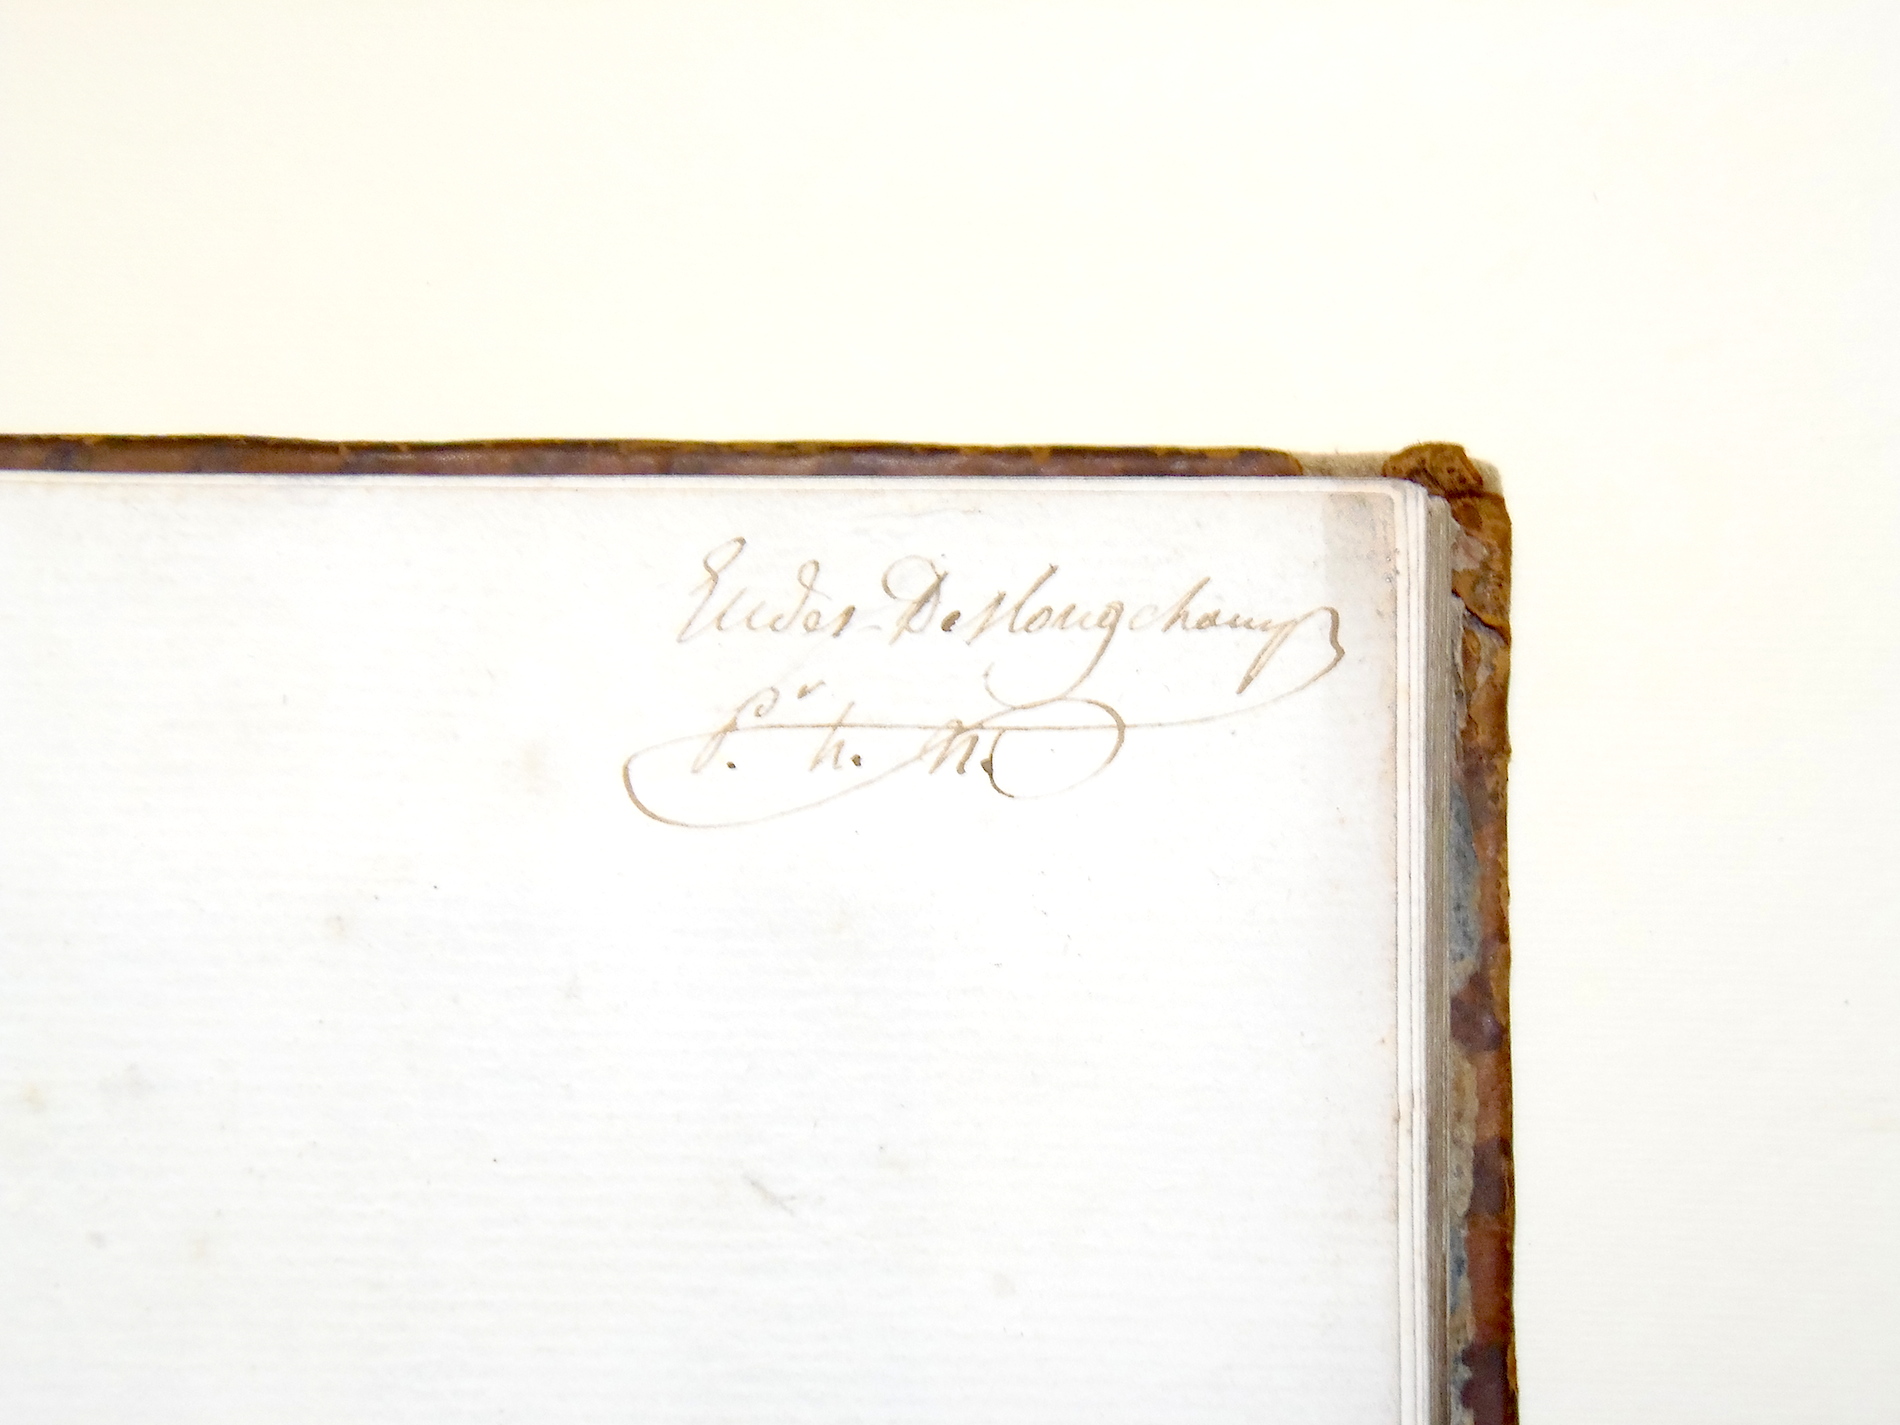 Eudes-Deslongchamps
P. h. M.